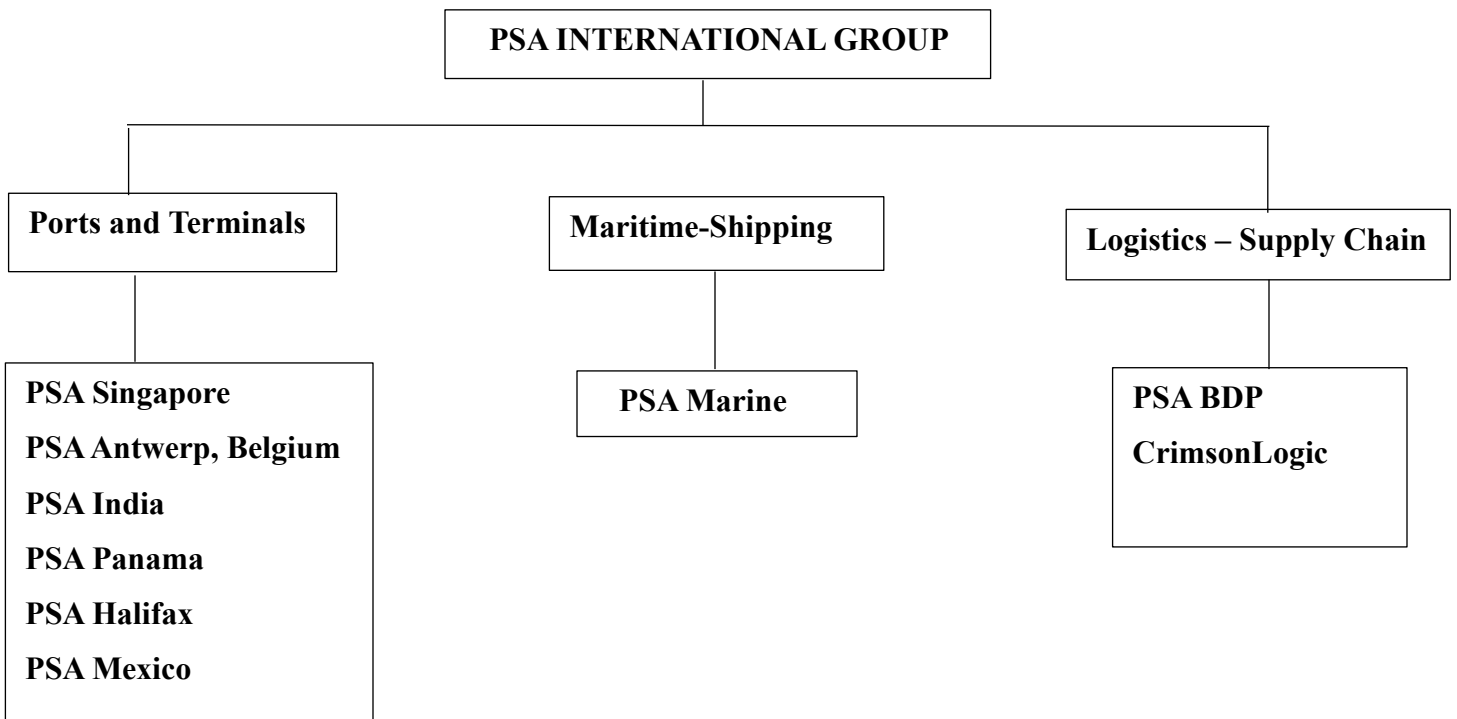 PSA INTERNATIONAL GROUP
Ports and Terminals
Maritime-Shipping
Logistics – Supply Chain
PSA Singapore
PSA Antwerp, Belgium
PSA India
PSA Panama
PSA Halifax
PSA Mexico
PSA Marine
PSA BDP
CrimsonLogic